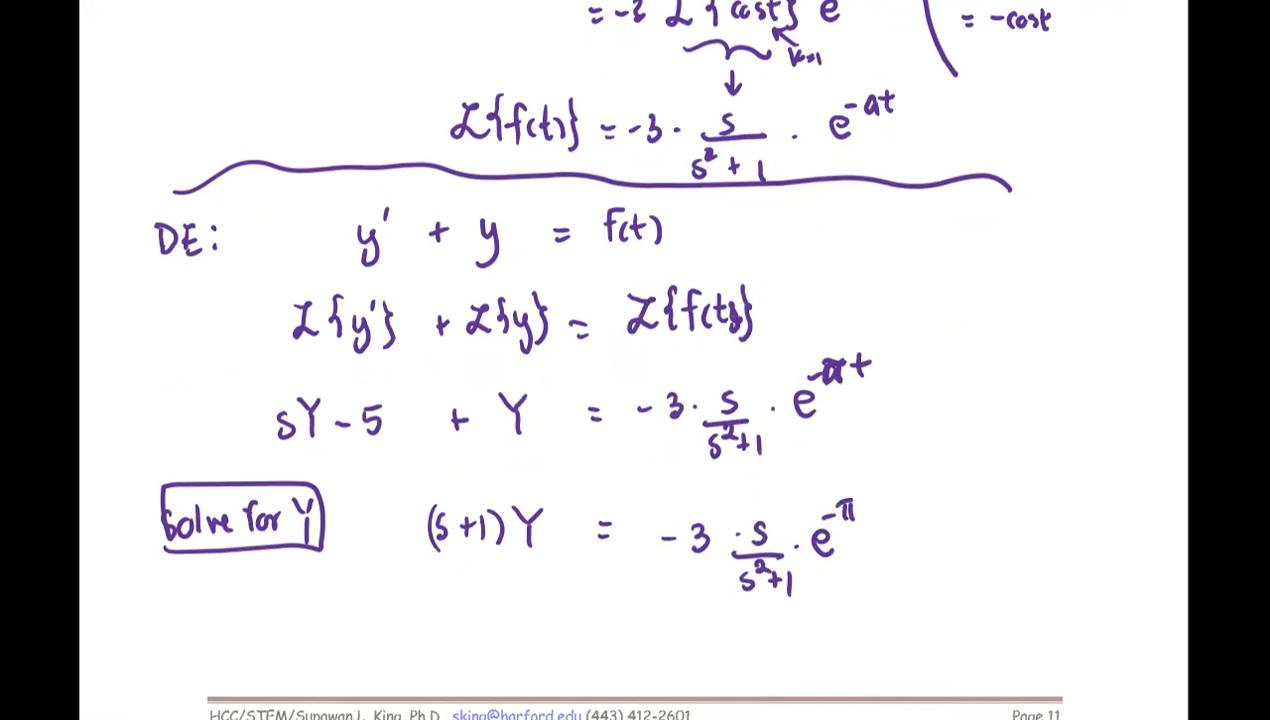 = -3 ℒ{cost} e
= -cost
k=1
ℒ{f(t)} = -3 · s/(s²+1) · e^(-at)
DE: y' + y = f(t)
ℒ{y'} + ℒ{y} = ℒ{f(t)}
sY - 5 + Y = -3 · s/(s²+1) · e^(-πt)
Solve for Y (s+1)Y = -3 · s/(s²+1) · e^(-π)
HCC/STEM/Supawan L. King, Ph.D. sking@harford.edu (443) 412-2601 Page 11